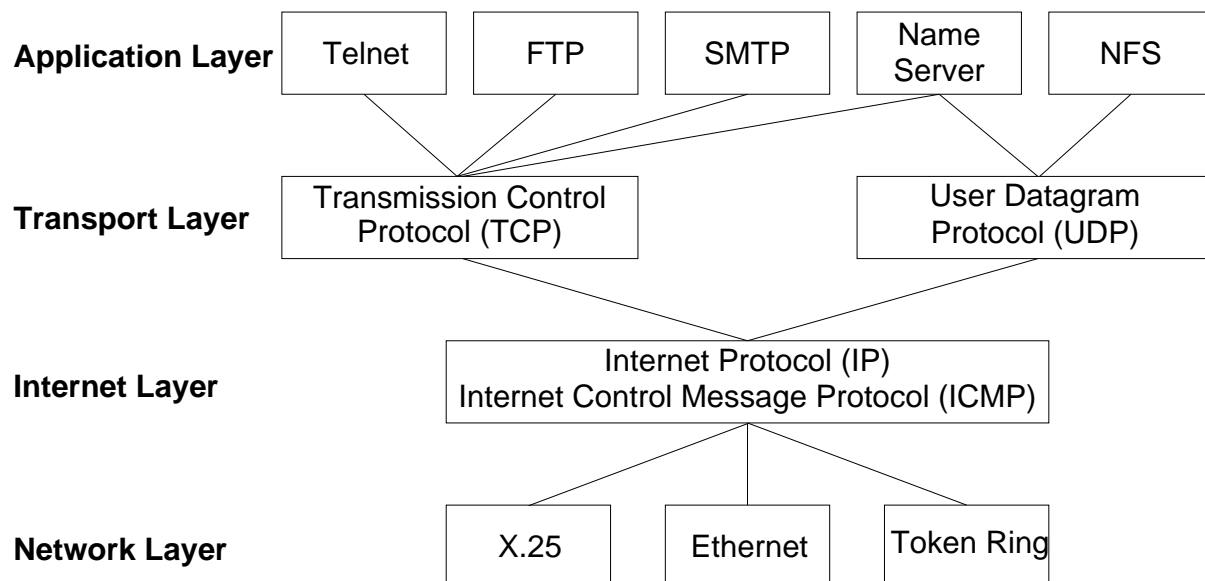 Application Layer
Telnet
FTP
SMTP
Name
Server
NFS
Transport Layer
Transmission Control
Protocol (TCP)
User Datagram
Protocol (UDP)
Internet Layer
Internet Protocol (IP)
Internet Control Message Protocol (ICMP)
Network Layer
X.25
Ethernet
Token Ring